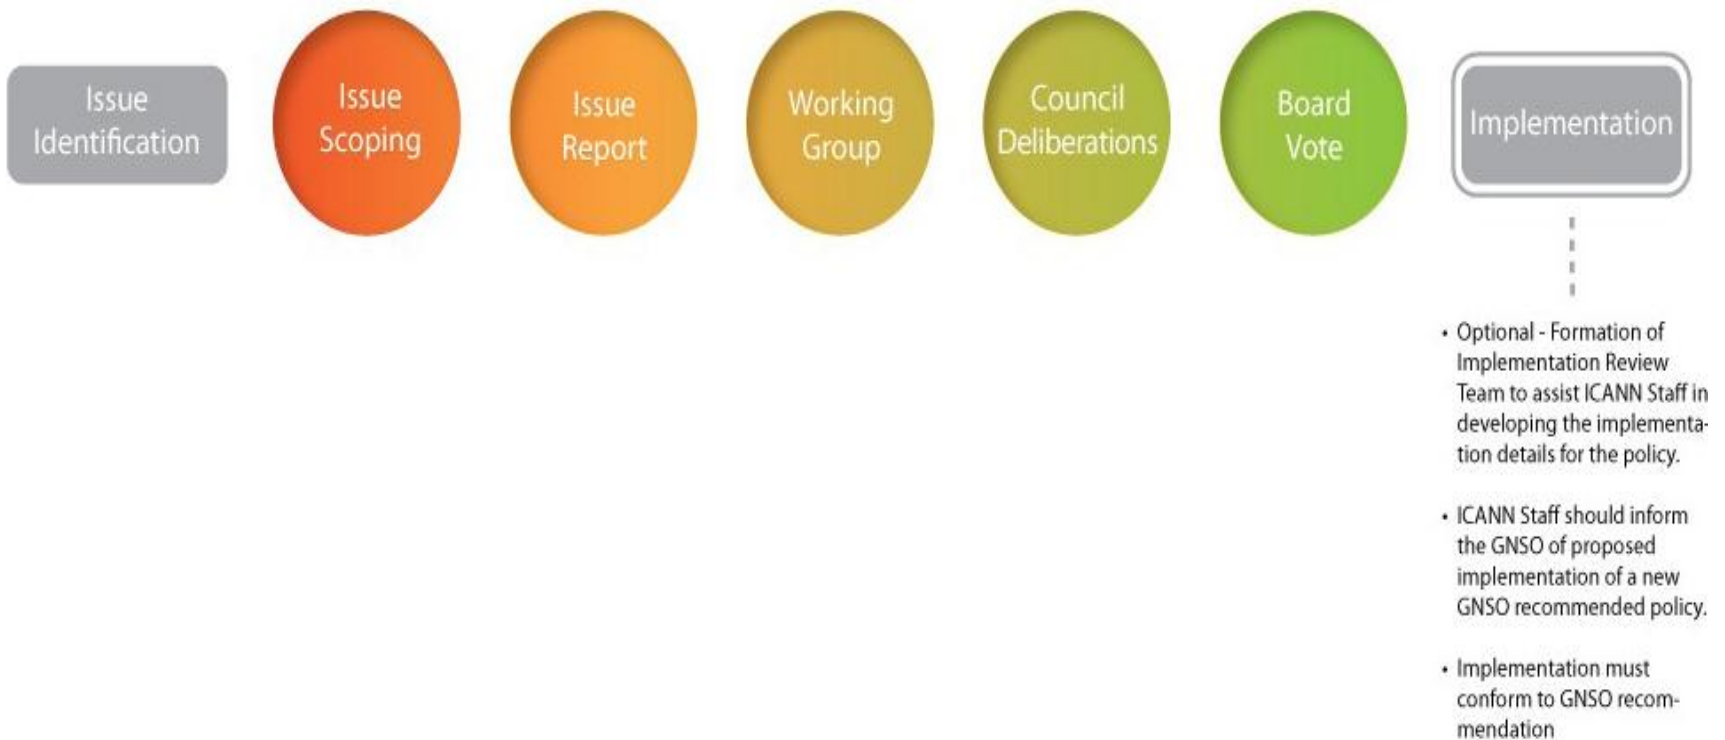 Issue
Identification
Issue
Scoping
Issue
Report
Working
Group
Council
Deliberations
Board
Vote
Implementation
• Optional - Formation of
Implementation Review
Team to assist ICANN Staff in
developing the implementa-
tion details for the policy.
• ICANN Staff should inform
the GNSO of proposed
implementation of a new
GNSO recommended policy.
• Implementation must
conform to GNSO recom-
mendation